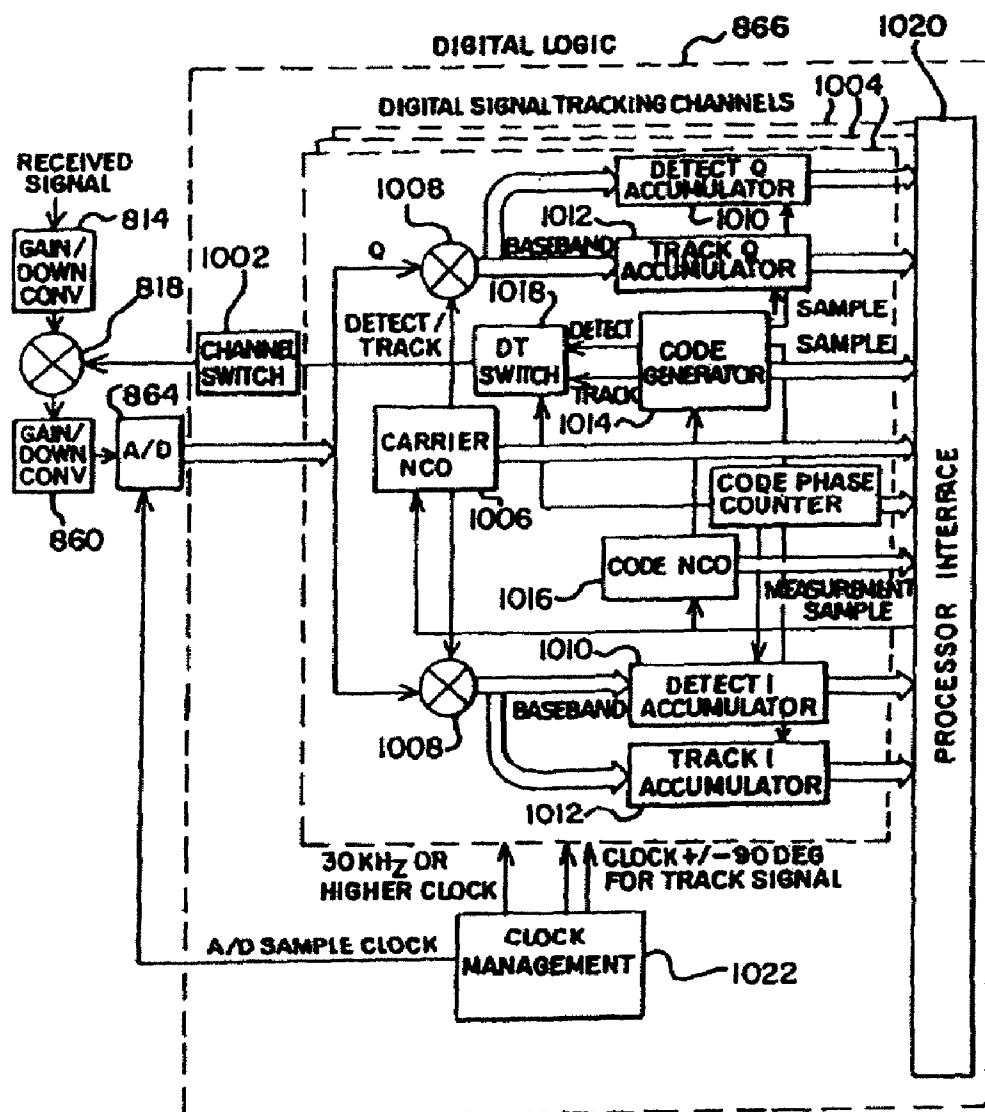 DIGITAL LOGIC
866
1020
1004
DIGITAL SIGNAL TRACKING CHANNELS
RECEIVED
SIGNAL
814
GAIN/
DOWN
CONV
818
1002
CHANNEL
SWITCH
864
GAIN/
DOWN
CONV
A/D
860
1008
Q
DETECT Q
ACCUMULATOR
1010
1012
BASEBAND
TRACK Q
ACCUMULATOR
1018
DETECT/
TRACK
DT
SWITCH
DETECT
TRACK
CODE
GENERATOR
1014
SAMPLE
SAMPLE
CARRIER
NCO
1006
CODE PHASE
COUNTER
CODE NCO
1016
MEASUREMENT
SAMPLE
PROCESSOR INTERFACE
1008
1010
BASEBAND
DETECT I
ACCUMULATOR
TRACK I
ACCUMULATOR
1012
30 KHZ OR
HIGHER CLOCK
CLOCK +/-90 DEG
FOR TRACK SIGNAL
A/D SAMPLE CLOCK
CLOCK
MANAGEMENT
1022